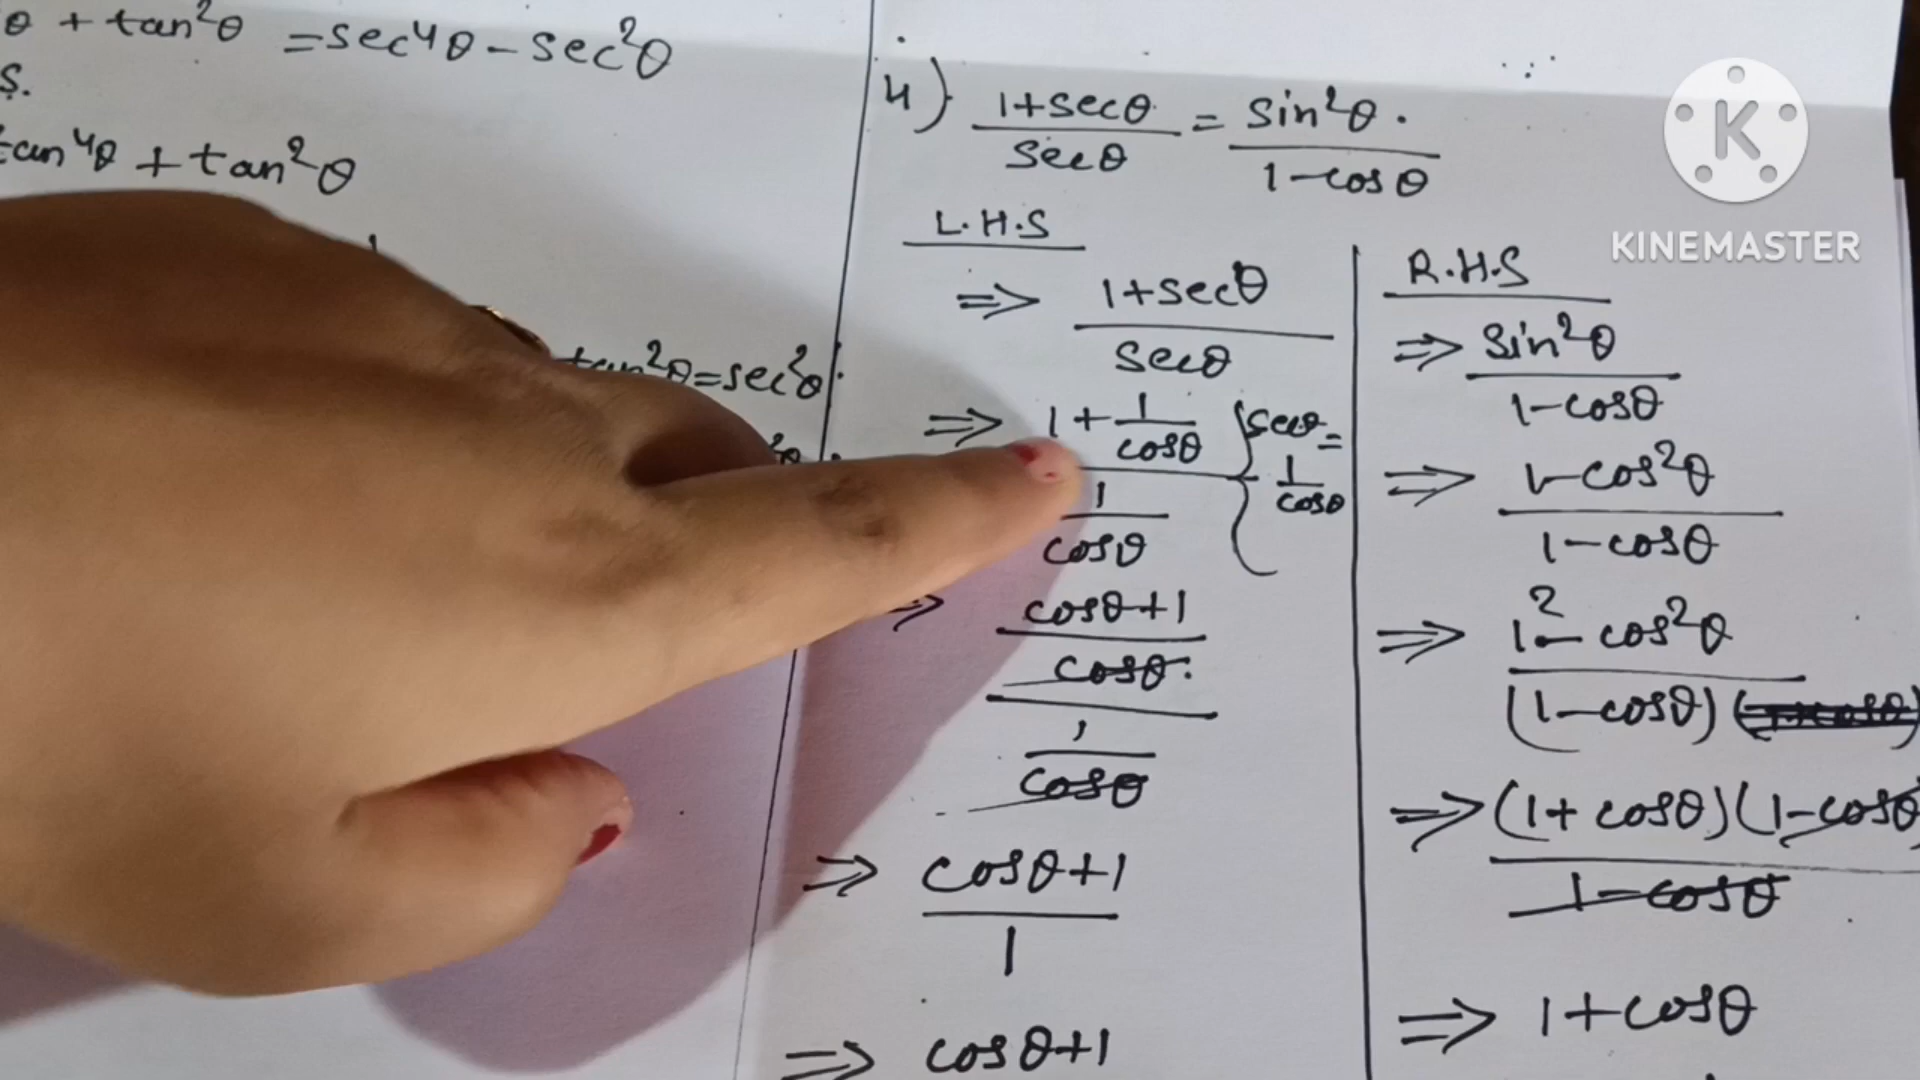 θ + tan²θ = sec⁴θ - sec²θ
S.
tan⁴θ + tan²θ
tan²θ = sec²θ
4) 1+secθ / secθ = sin²θ / 1-cosθ
L.H.S
⇒ 1+secθ / secθ
⇒ 1 + 1/cosθ / 1/cosθ { secθ = 1/cosθ
⇒ cosθ+1 / cosθ / 1 / cosθ
⇒ cosθ+1 / 1
⇒ cosθ+1
R.H.S
⇒ sin²θ / 1-cosθ
⇒ 1-cos²θ / 1-cosθ
⇒ 1² - cos²θ / (1-cosθ)
⇒ (1+cosθ)(1-cosθ) / 1-cosθ
⇒ 1+cosθ
K
KINEMASTER